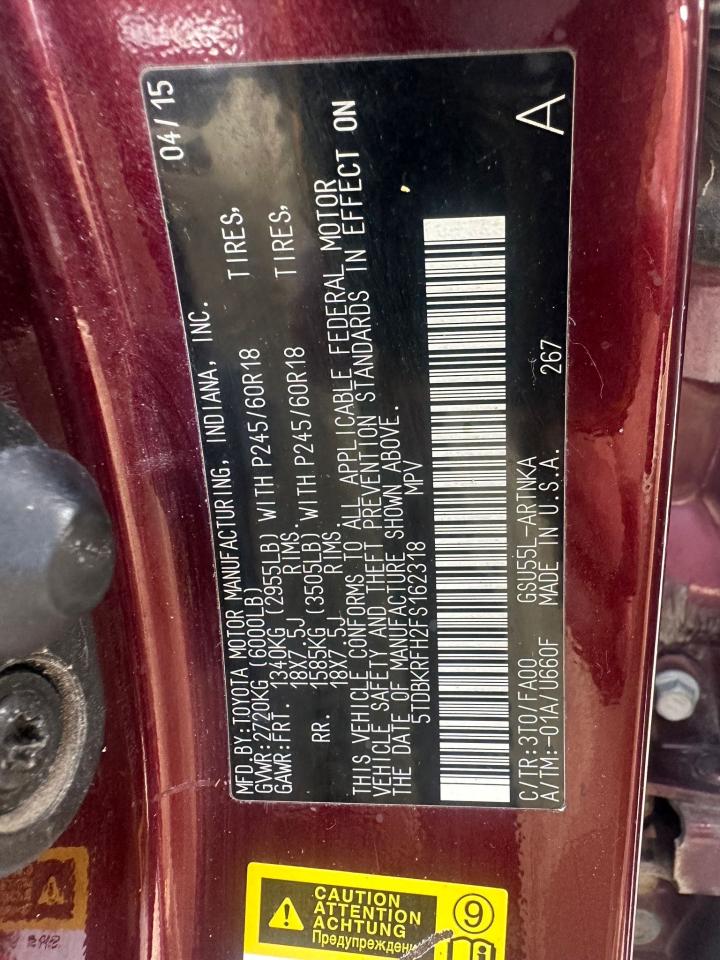 MFD.BY:TOYOTA MOTOR MANUFACTURING, INDIANA, INC. 04/15
GVWR:2720KG (6000LB)
GAWR:FRT. 1340KG (2955LB) WITH P245/60R18 TIRES,
18X7.5J RIMS.
RR. 1585KG (3505LB) WITH P245/60R18 TIRES,
18X7.5J RIMS.
THIS VEHICLE CONFORMS TO ALL APPLICABLE FEDERAL MOTOR
VEHICLE SAFETY AND THEFT PREVENTION STANDARDS IN EFFECT ON
THE DATE OF MANUFACTURE SHOWN ABOVE.
5TDBKRFH2FS162318 MPV
C/TR:3T0/FA00 GSU55L-ARTNKA 267 A
A/TM:-01A/U660F MADE IN U.S.A.
CAUTION
ATTENTION
ACHTUNG
9